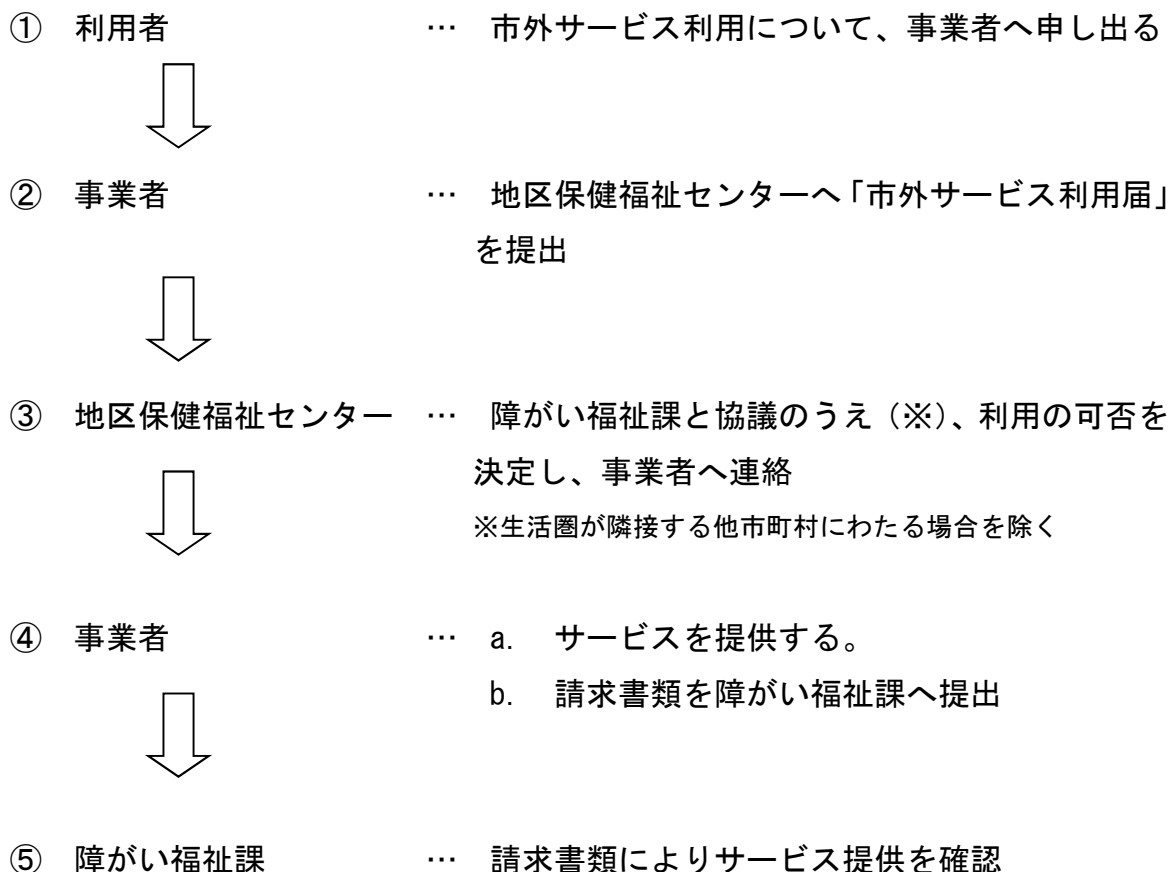 ① 利用者 … 市外サービス利用について、事業者へ申し出る
② 事業者 … 地区保健福祉センターへ「市外サービス利用届」
を提出
③ 地区保健福祉センター … 障がい福祉課と協議のうえ（※）、利用の可否を
決定し、事業者へ連絡
※生活圏が隣接する他市町村にわたる場合を除く
④ 事業者 … a. サービスを提供する。
b. 請求書類を障がい福祉課へ提出
⑤ 障がい福祉課 … 請求書類によりサービス提供を確認